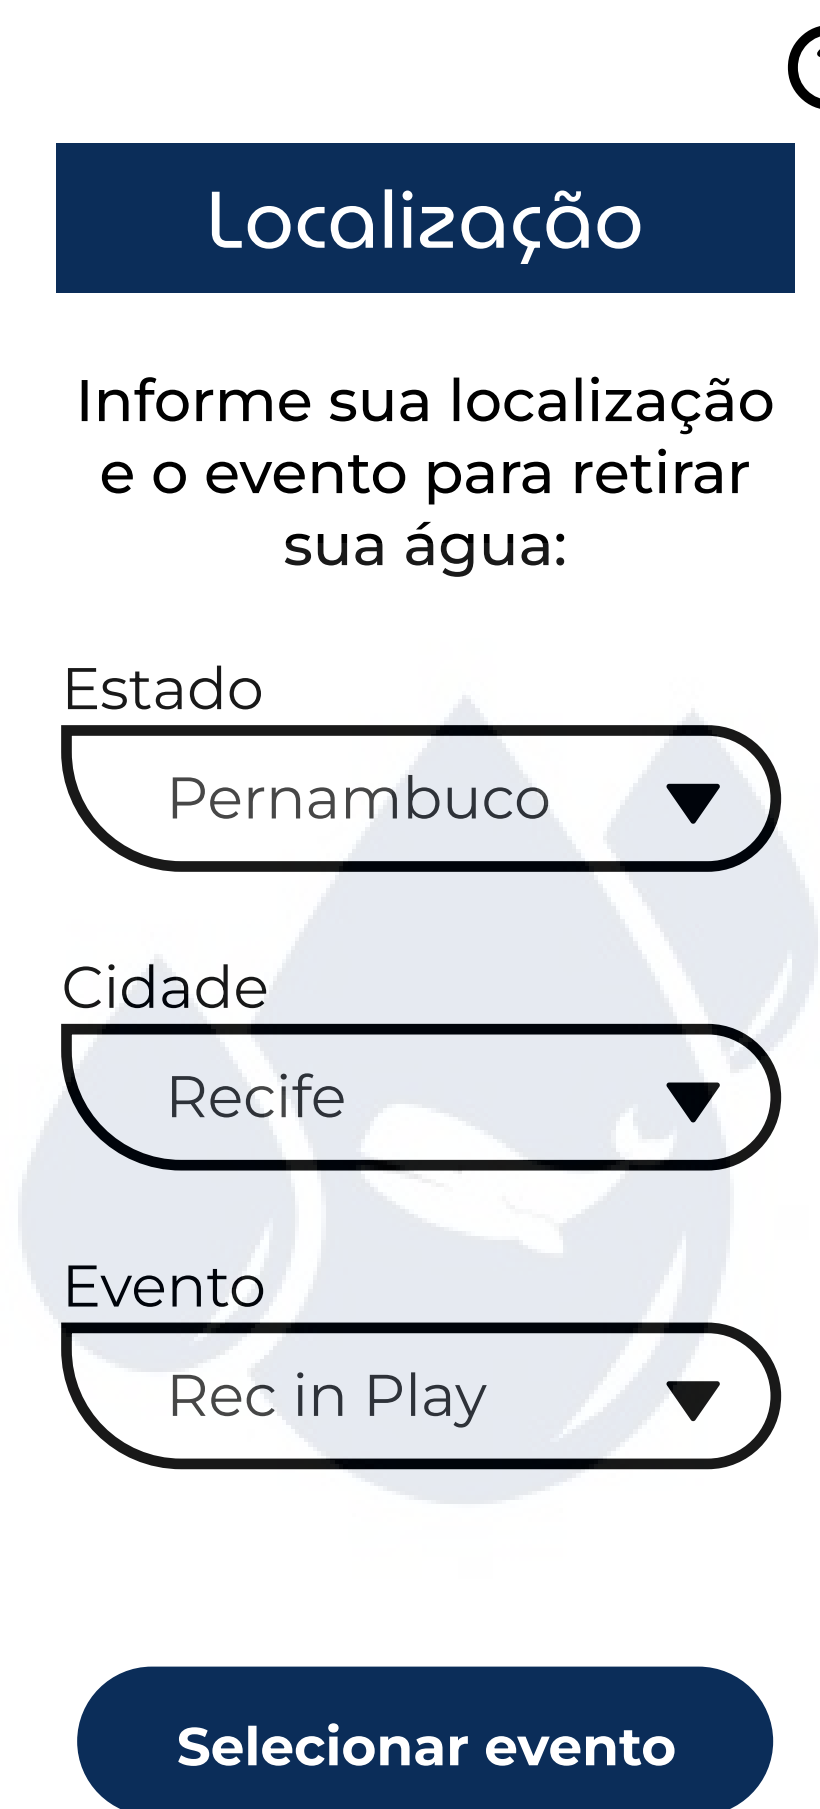 Localização
Informe sua localização
e o evento para retirar
sua água:
Estado
Pernambuco
Cidade
Recife
Evento
Rec in Play
Selecionar evento